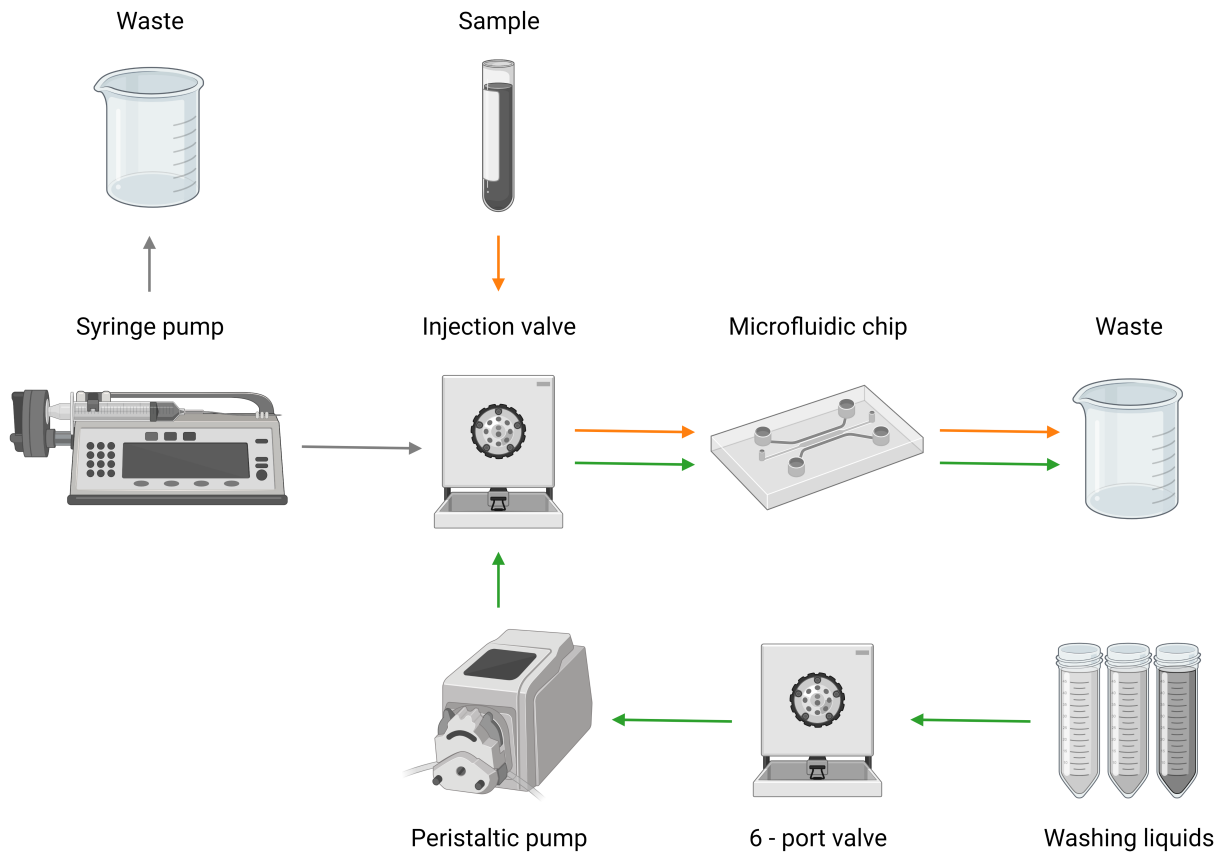 Waste
Sample
Syringe pump
Injection valve
Microfluidic chip
Waste
Peristaltic pump
6 - port valve
Washing liquids